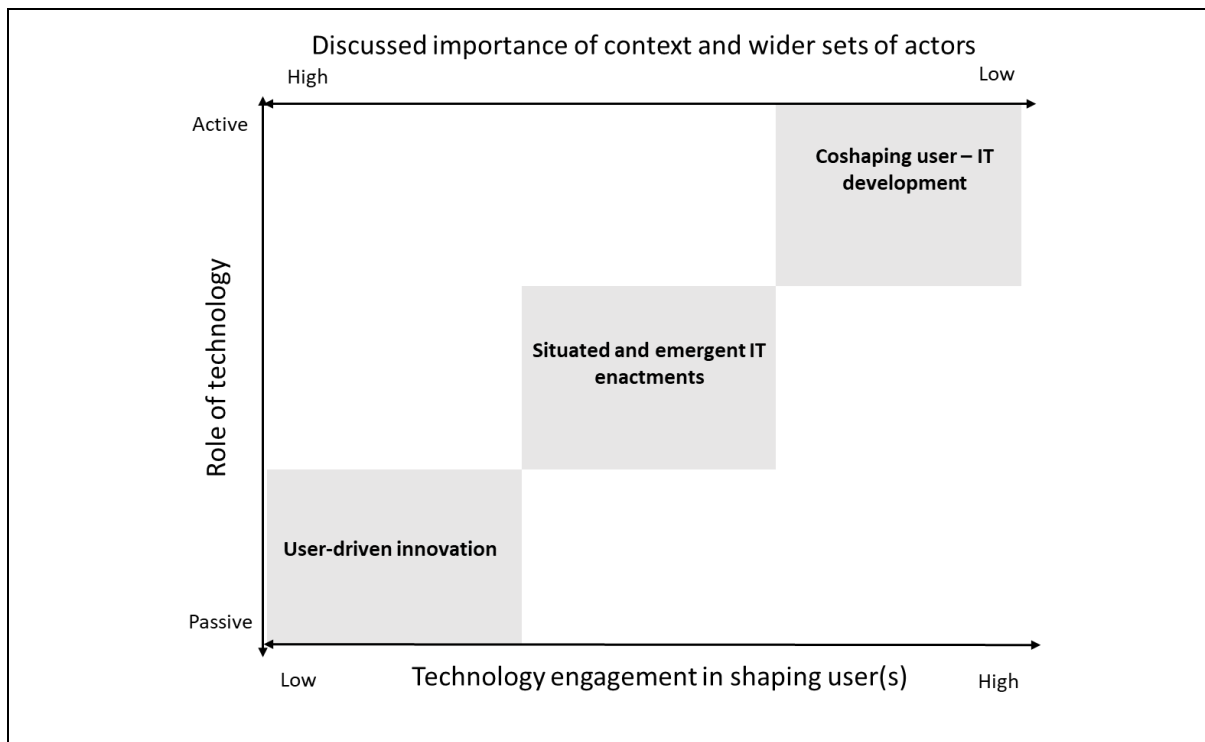 Discussed importance of context and wider sets of actors
High
Low
Active
Coshaping user – IT
development
Role of technology
Situated and emergent IT
enactments
User-driven innovation
Passive
Low
Technology engagement in shaping user(s)
High